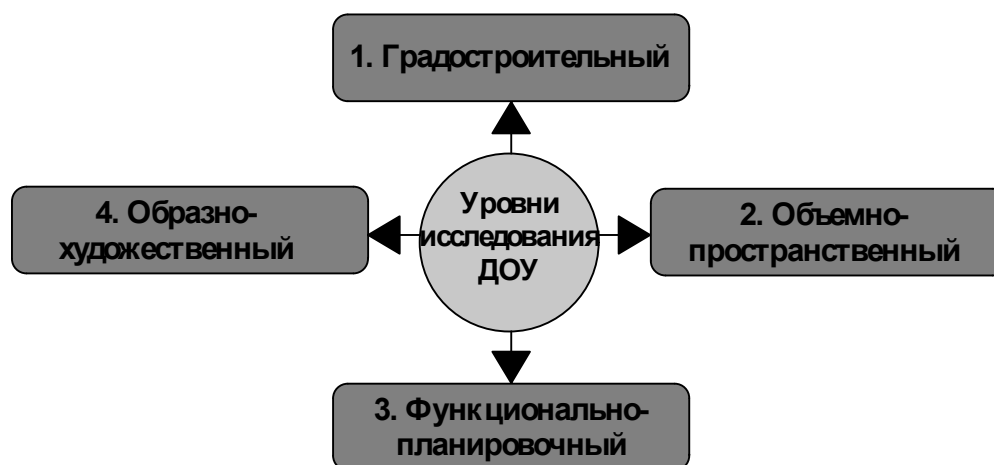 1. Градостроительный
4. Образно-
художественный
Уровни
исследования
ДОУ
2. Объемно-
пространственный
3. Функционально-
планировочный